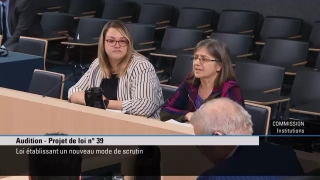 COMMISSION
Institutions
Audition - Projet de loi n° 39
Loi établissant un nouveau mode de scrutin